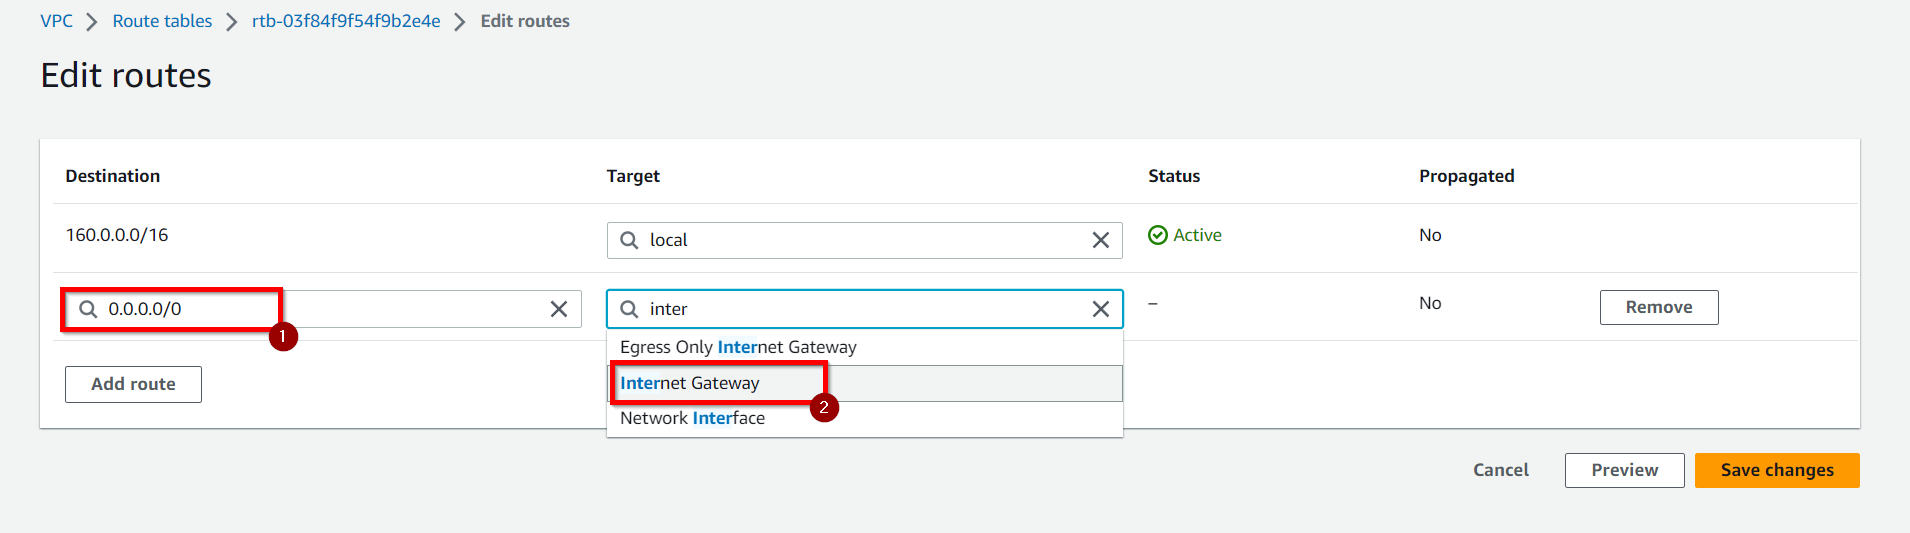 VPC > Route tables > rtb-03f84f9f54f9b2e4e > Edit routes
Edit routes
Destination Target Status Propagated
160.0.0.0/16 local Active No
0.0.0.0/0 inter – No Remove
1
Egress Only Internet Gateway
Add route Internet Gateway
2
Network Interface
Cancel Preview Save changes